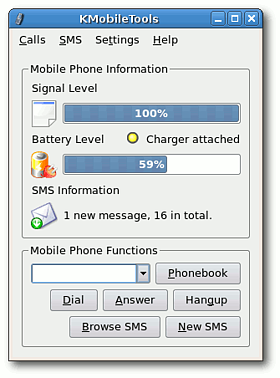 KMobileTools
Calls SMS Settings Help
Mobile Phone Information
Signal Level
100%
Battery Level Charger attached
59%
SMS Information
1 new message, 16 in total.
Mobile Phone Functions
Phonebook
Dial Answer Hangup
Browse SMS New SMS